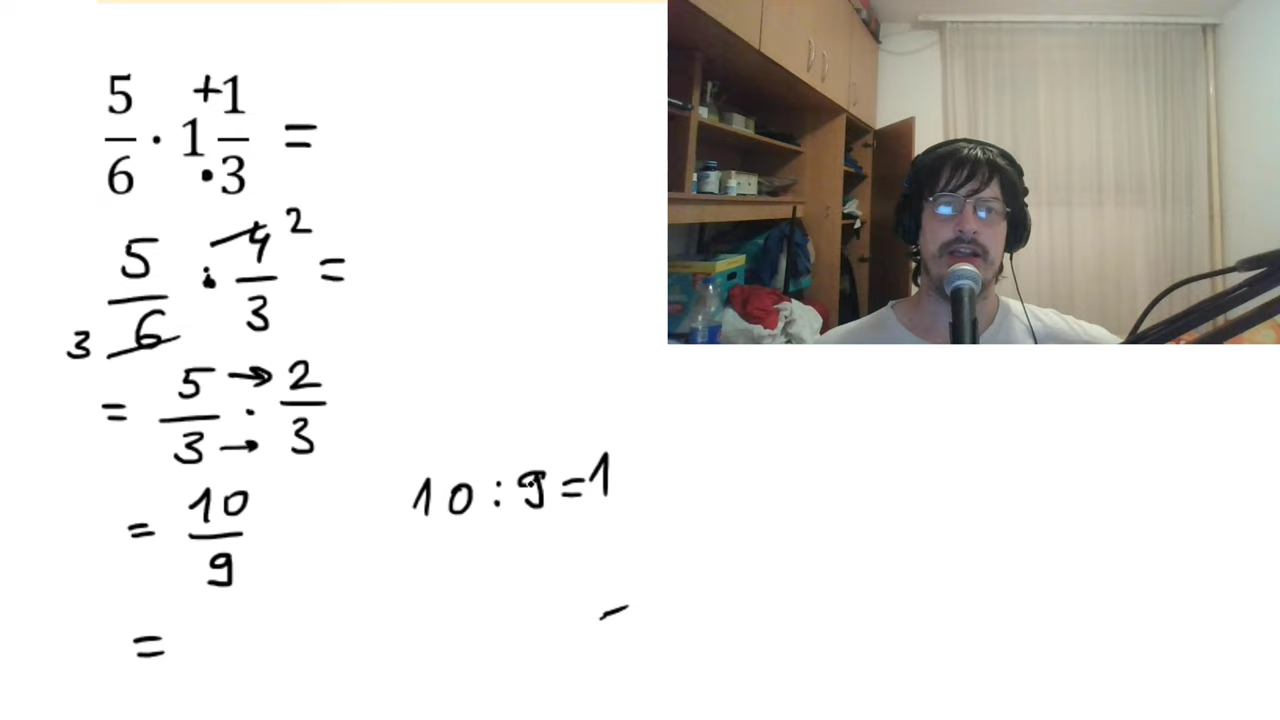 5/6 · 1 + 1/3 =
5/6 · 4/3 = 3 2
= 5/3 → · → 2/3
= 10/9
10 : 9 = 1
=